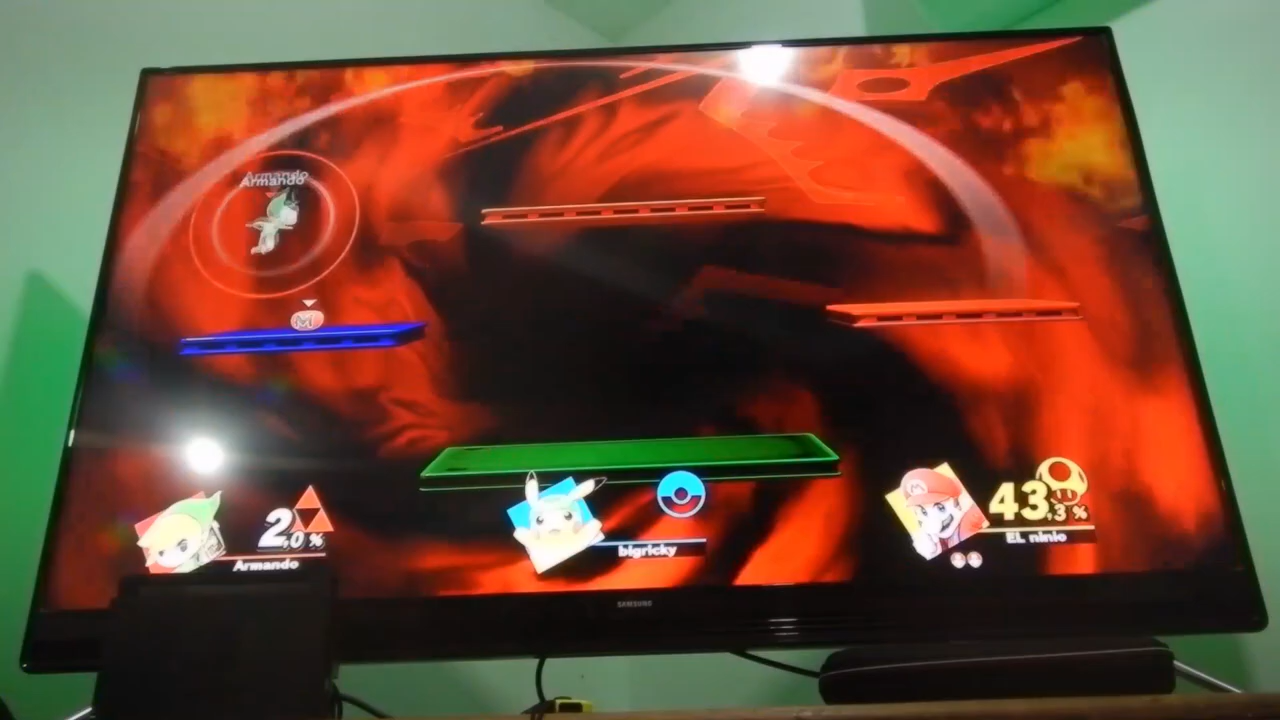 Armando
Armando
M
2,0 %
Armando
bigricky
43,3 %
EL ninio
SAMSUNG